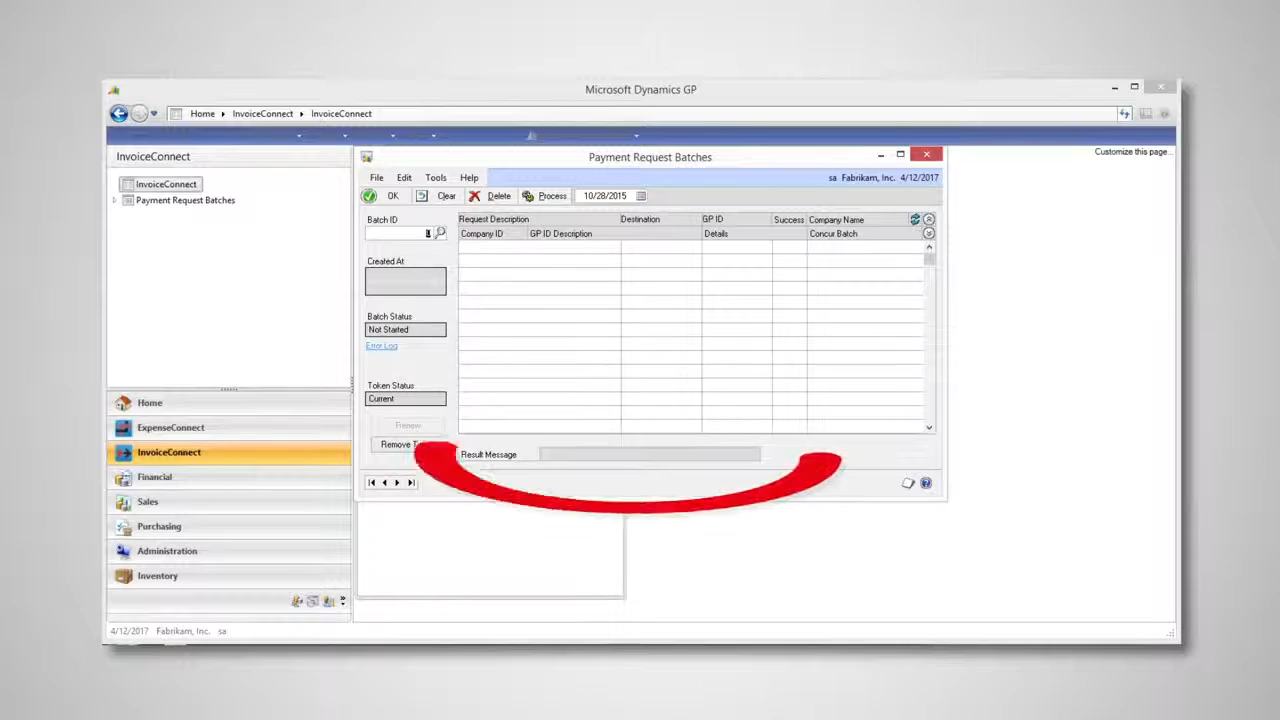 Microsoft Dynamics GP
Home InvoiceConnect InvoiceConnect
InvoiceConnect
Customize this page...
InvoiceConnect
Payment Request Batches
Payment Request Batches
File Edit Tools Help
sa Fabrikam, Inc. 4/12/2017
OK Clear Delete Process 10/28/2015
Batch ID
Request Description Destination GP ID Success Company Name
Company ID GP ID Description Details Concur Batch
Created At
Batch Status
Not Started
Error Log
Token Status
Current
Renew
Remove
Result Message
Home
ExpenseConnect
InvoiceConnect
Financial
Sales
Purchasing
Administration
Inventory
4/12/2017 Fabrikam, Inc. sa